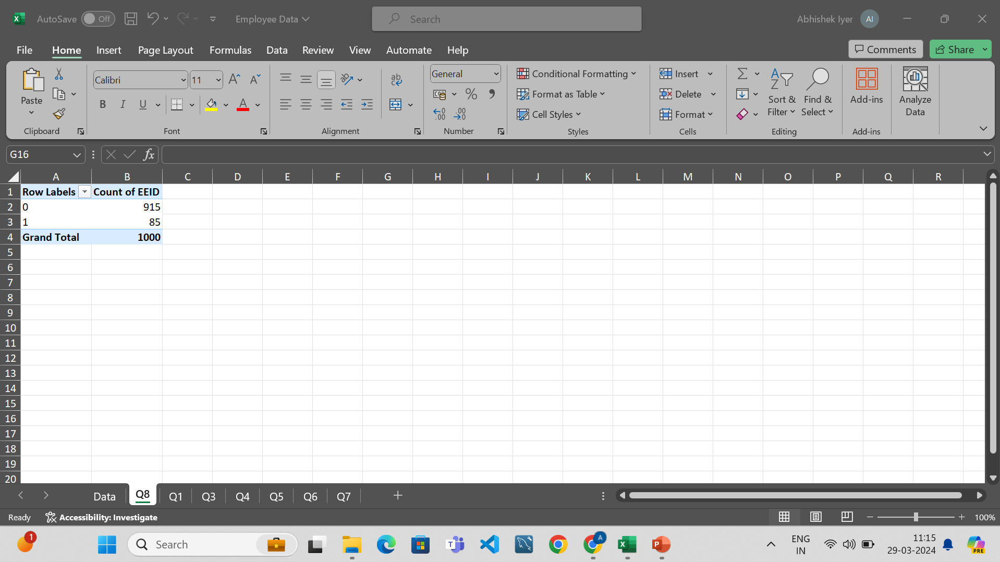 AutoSave Off Employee Data Search Abhishek Iyer AI
File Home Insert Page Layout Formulas Data Review View Automate Help Comments Share
Paste
Clipboard
Calibri 11
B I U A
Font
ab
Alignment
General
% 9
Number
Conditional Formatting
Format as Table
Cell Styles
Styles
Insert
Delete
Format
Cells
Sort & Filter
Find & Select
Editing
Add-ins
Add-ins
Analyze Data
G16 fx
A B C D E F G H I J K L M N O P Q R
1 Row Labels Count of EEID
2 0 915
3 1 85
4 Grand Total 1000
5
6
7
8
9
10
11
12
13
14
15
16
17
18
19
20
Data Q8 Q1 Q3 Q4 Q5 Q6 Q7
Ready Accessibility: Investigate 100%
1 Search A ENG 11:15
IN 29-03-2024 PRE